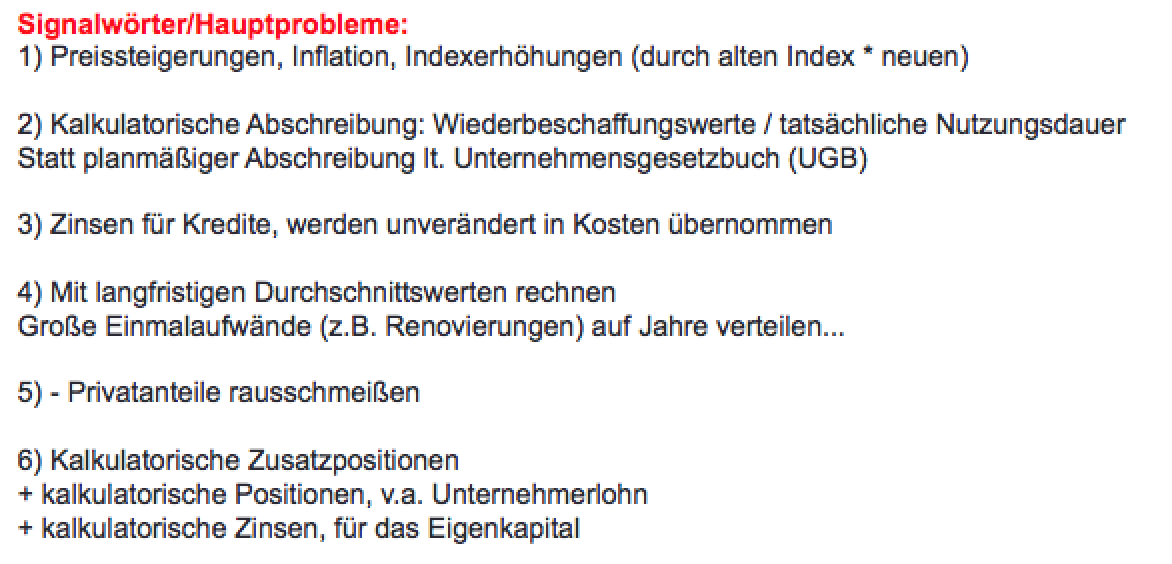 Signalwörter/Hauptprobleme:
1) Preissteigerungen, Inflation, Indexerhöhungen (durch alten Index * neuen)
2) Kalkulatorische Abschreibung: Wiederbeschaffungswerte / tatsächliche Nutzungsdauer
Statt planmäßiger Abschreibung lt. Unternehmensgesetzbuch (UGB)
3) Zinsen für Kredite, werden unverändert in Kosten übernommen
4) Mit langfristigen Durchschnittswerten rechnen
Große Einmalaufwände (z.B. Renovierungen) auf Jahre verteilen...
5) - Privatanteile rausschmeißen
6) Kalkulatorische Zusatzpositionen
+ kalkulatorische Positionen, v.a. Unternehmerlohn
+ kalkulatorische Zinsen, für das Eigenkapital